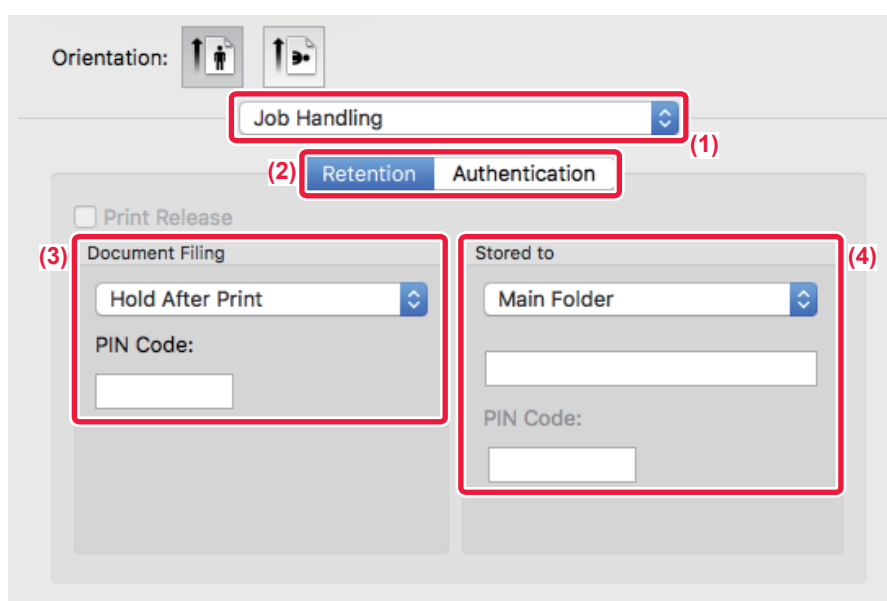 Orientation:
Job Handling
(1)
(2)
Retention Authentication
Print Release
(3)
Document Filing
Hold After Print
PIN Code:
Stored to
(4)
Main Folder
PIN Code: